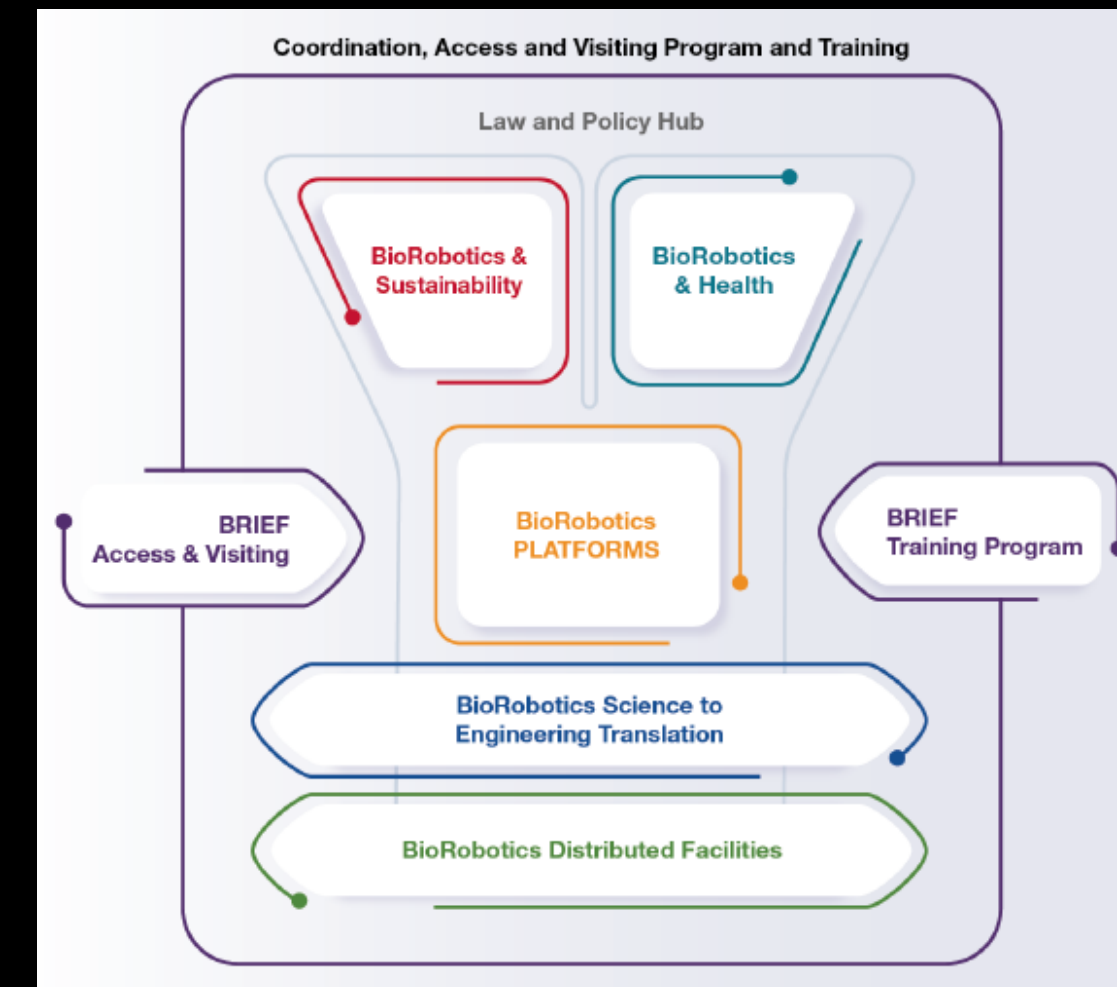 Coordination, Access and Visiting Program and Training
Law and Policy Hub
BioRobotics &
Sustainability
BioRobotics
& Health
BioRobotics
PLATFORMS
BRIEF
Access & Visiting
BRIEF
Training Program
BioRobotics Science to
Engineering Translation
BioRobotics Distributed Facilities